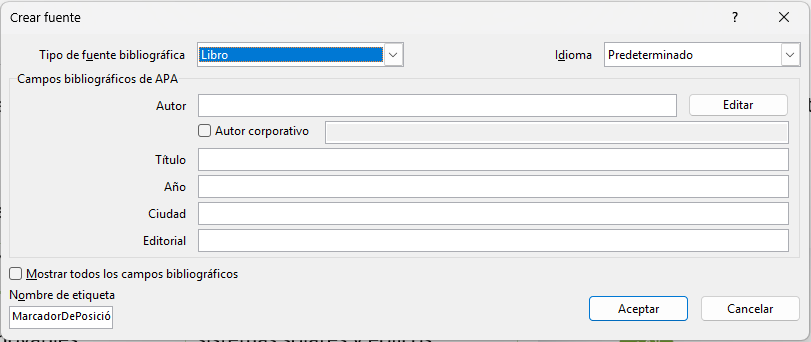 Crear fuente
Tipo de fuente bibliográfica Libro Idioma Predeterminado
Campos bibliográficos de APA
Autor Editar
Autor corporativo
Título
Año
Ciudad
Editorial
Mostrar todos los campos bibliográficos
Nombre de etiqueta
MarcadorDePosició
Aceptar Cancelar